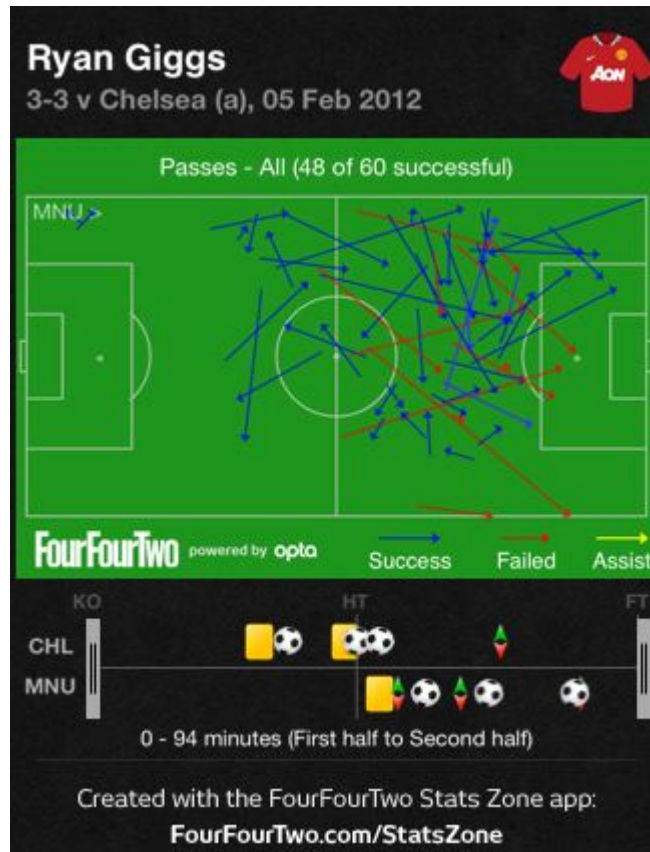 Ryan Giggs
3-3 v Chelsea (a), 05 Feb 2012
AON
Passes - All (48 of 60 successful)
MNU >
FourFourTwo powered by opta
Success Failed Assist
KO HT FT
CHL
MNU
0 - 94 minutes (First half to Second half)
Created with the FourFourTwo Stats Zone app:
FourFourTwo.com/StatsZone